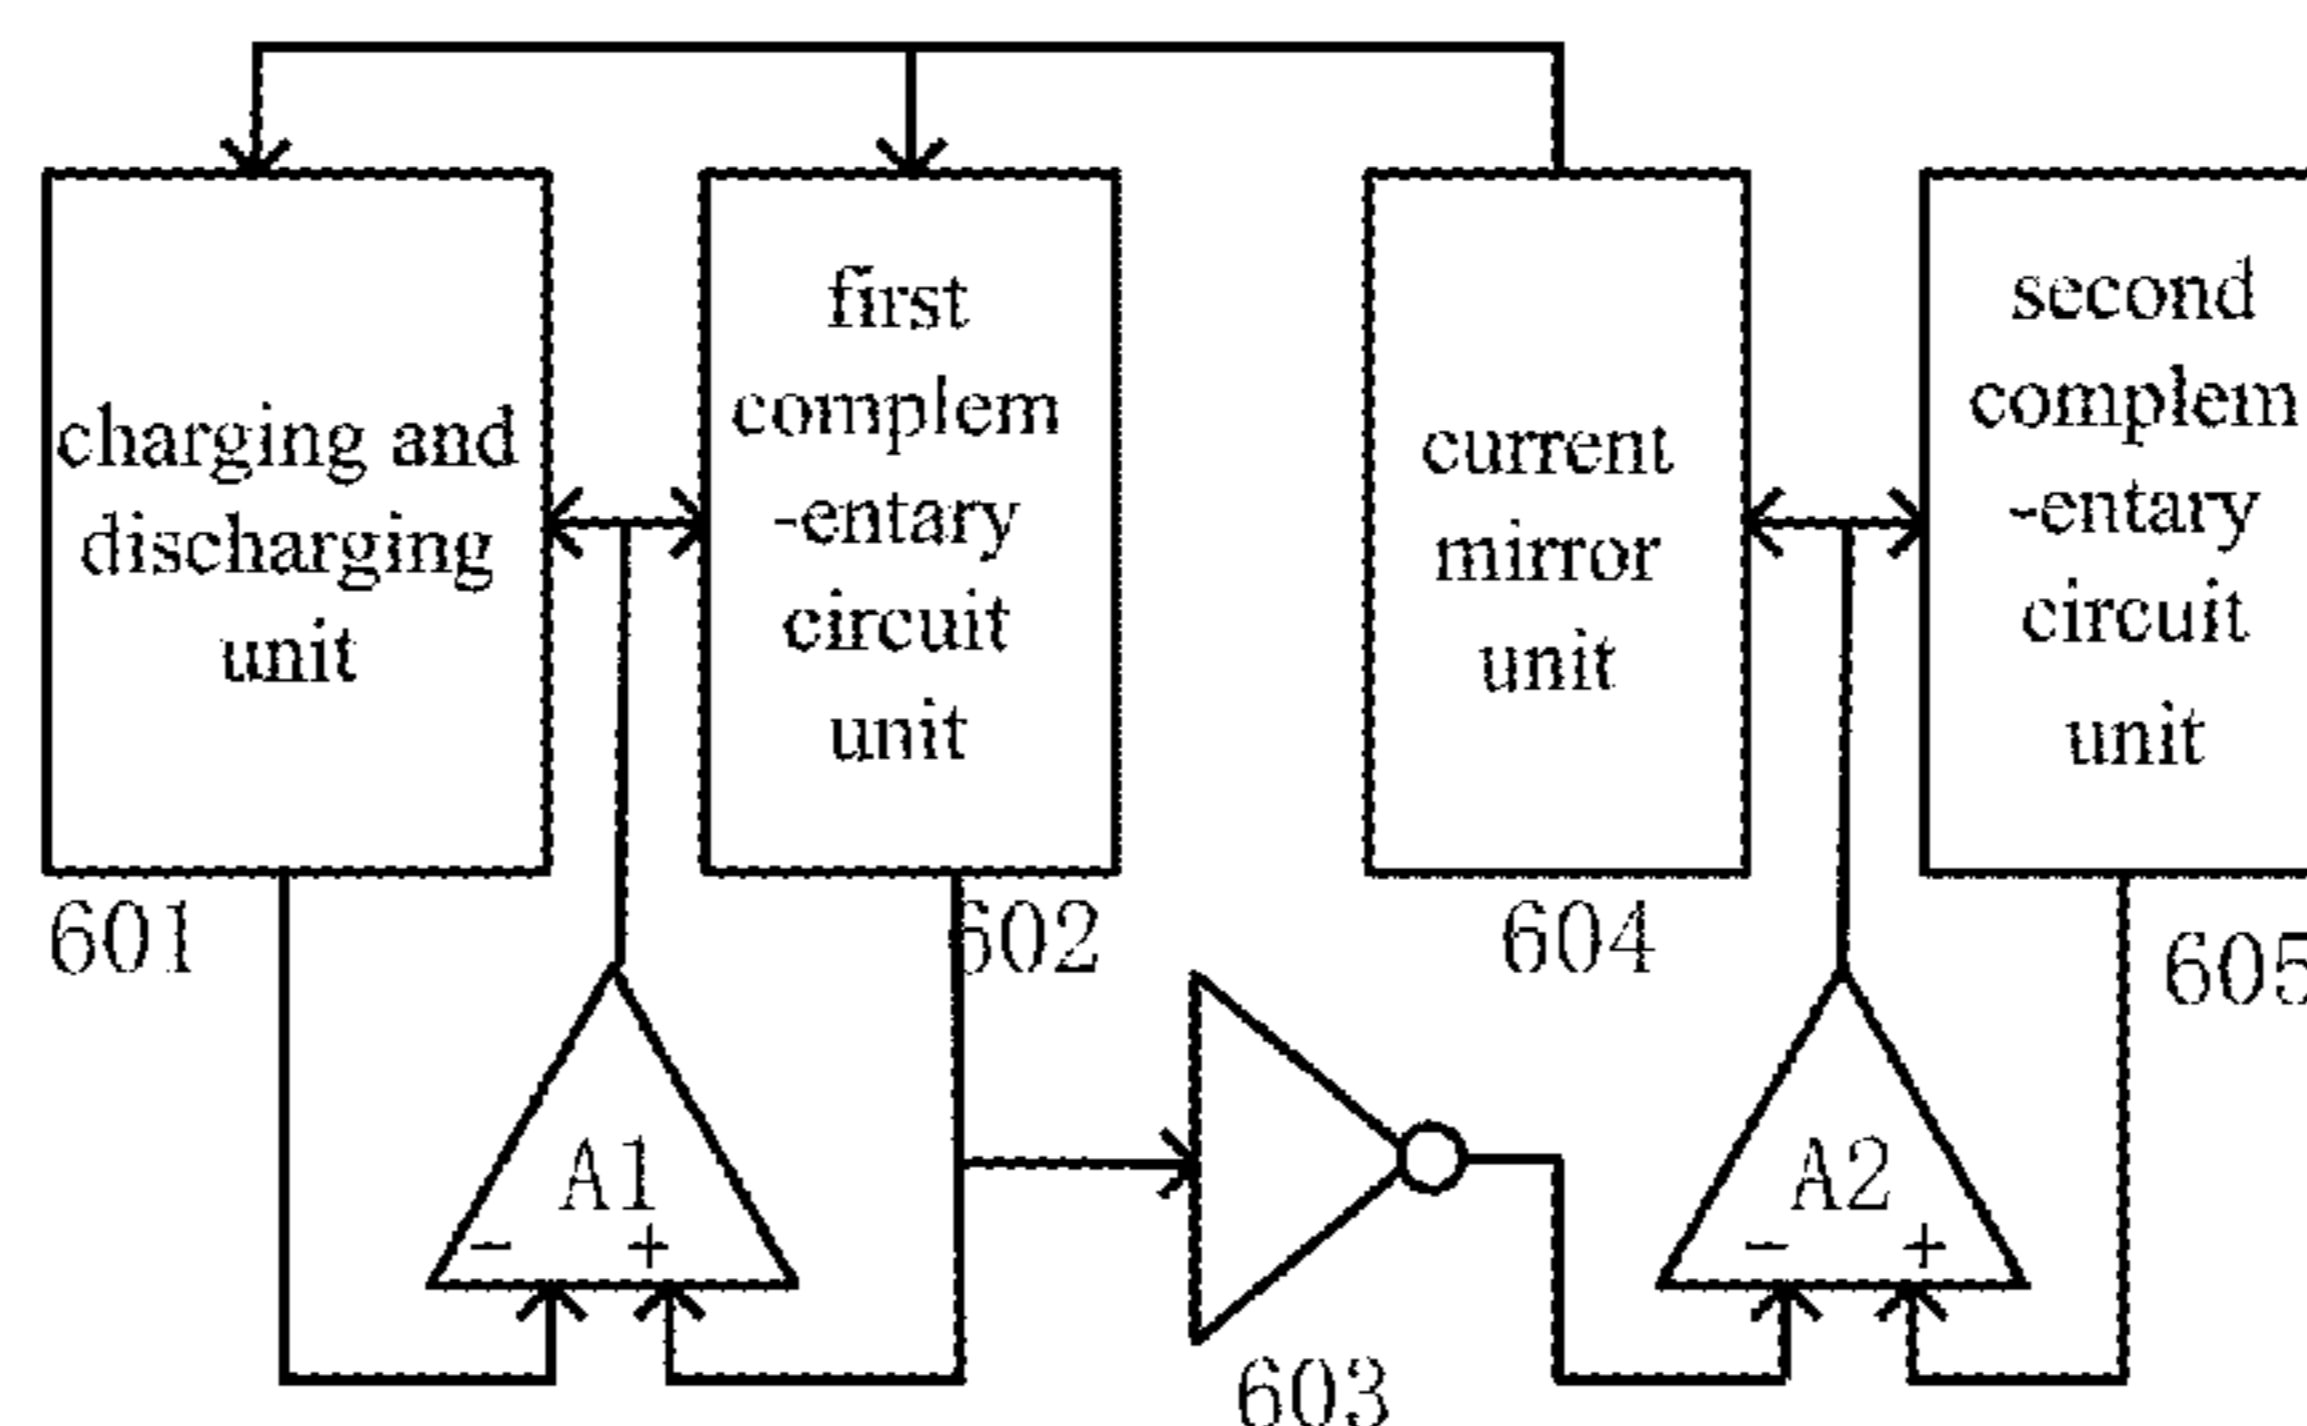 charging and
discharging
unit
first
complem
-entary
circuit
unit
current
mirror
unit
second
complem
-entary
circuit
unit
601
602
604
605
A1
- +
A2
- +
603